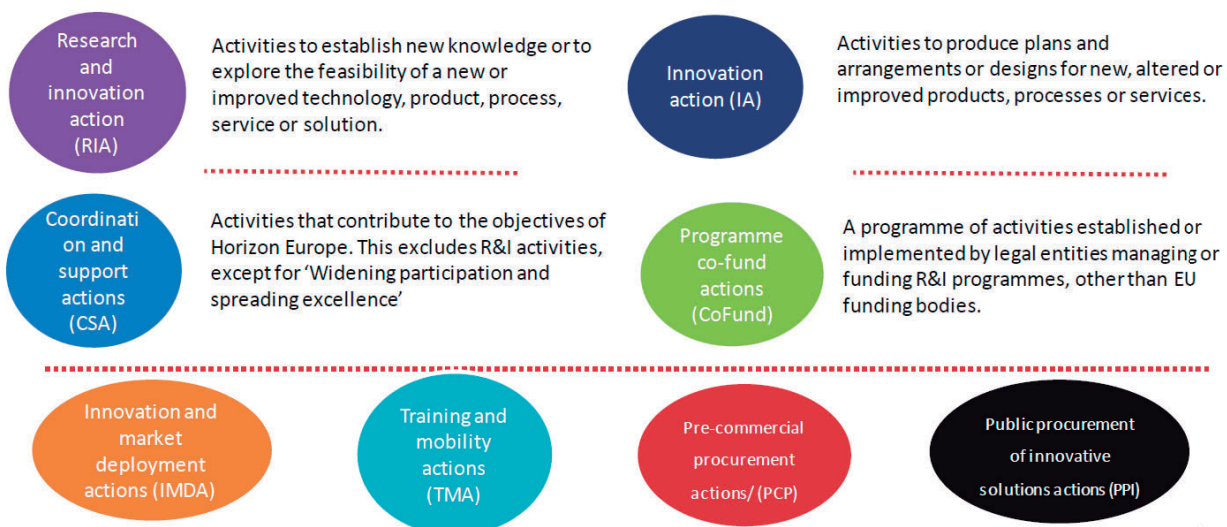 Research
and
innovation
action
(RIA)
Activities to establish new knowledge or to
explore the feasibility of a new or
improved technology, product, process,
service or solution.
Innovation
action (IA)
Activities to produce plans and
arrangements or designs for new, altered or
improved products, processes or services.
Coordinati
on and
support
actions
(CSA)
Activities that contribute to the objectives of
Horizon Europe. This excludes R&I activities,
except for ‘Widening participation and
spreading excellence’
Programme
co-fund
actions
(CoFund)
A programme of activities established or
implemented by legal entities managing or
funding R&I programmes, other than EU
funding bodies.
Innovation and
market
deployment
actions (IMDA)
Training and
mobility
actions
(TMA)
Pre-commercial
procurement
actions/ (PCP)
Public procurement
of innovative
solutions actions (PPI)